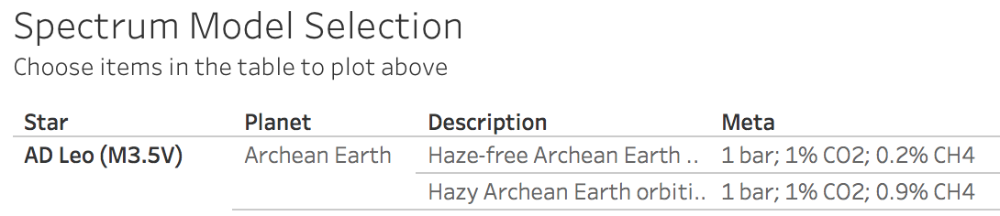 Spectrum Model Selection
Choose items in the table to plot above
Star Planet Description Meta
AD Leo (M3.5V) Archean Earth Haze-free Archean Earth .. 1 bar; 1% CO2; 0.2% CH4
Hazy Archean Earth orbiti.. 1 bar; 1% CO2; 0.9% CH4